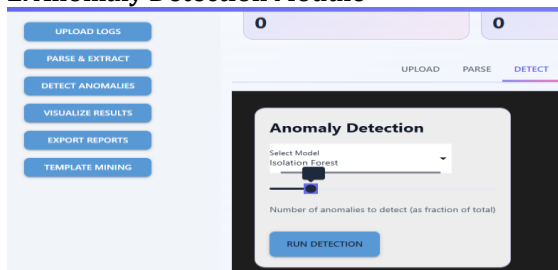 2. Anomaly Detection Module
UPLOAD LOGS
PARSE & EXTRACT
DETECT ANOMALIES
VISUALIZE RESULTS
EXPORT REPORTS
TEMPLATE MINING
0
0
UPLOAD PARSE DETECT
Anomaly Detection
Select Model
Isolation Forest
Number of anomalies to detect (as fraction of total)
RUN DETECTION